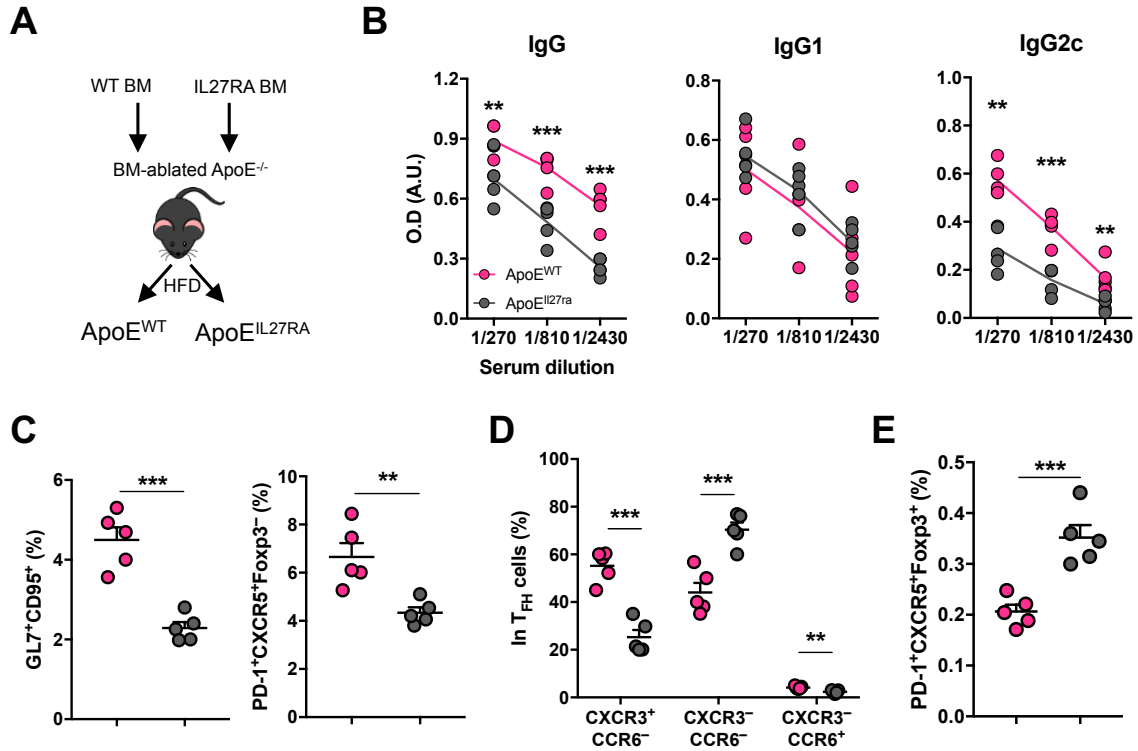 A
WT BM
IL27RA BM
BM-ablated ApoE-/-
HFD
ApoEWT
ApoEIL27RA
B
IgG
IgG1
IgG2c
O.D (A.U.)
1.2
0.9
0.6
0.3
0.0
**
***
***
ApoEWT
ApoEIl27ra
1/270 1/810 1/2430
Serum dilution
0.8
0.6
0.4
0.2
0.0
1/270 1/810 1/2430
1.0
0.8
0.6
0.4
0.2
0.0
**
***
**
1/270 1/810 1/2430
C
GL7+CD95+ (%)
6
4
2
0
***
PD-1+CXCR5+Foxp3– (%)
10
8
6
4
2
0
**
D
In TFH cells (%)
100
80
60
40
20
0
***
***
**
CXCR3+
CCR6–
CXCR3–
CCR6–
CXCR3–
CCR6+
E
PD-1+CXCR5+Foxp3+ (%)
0.5
0.4
0.3
0.2
0.1
0.0
***